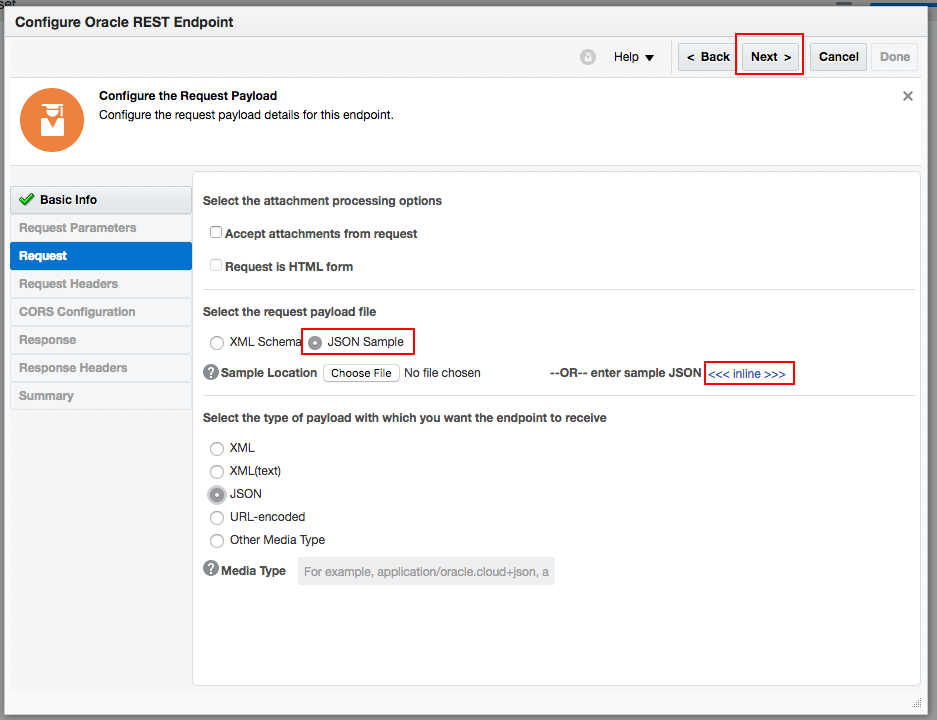 set
Configure Oracle REST Endpoint
Help
< Back
Next >
Cancel
Done
Configure the Request Payload
Configure the request payload details for this endpoint.
Basic Info
Request Parameters
Request
Request Headers
CORS Configuration
Response
Response Headers
Summary
Select the attachment processing options
Accept attachments from request
Request is HTML form
Select the request payload file
XML Schema
JSON Sample
? Sample Location Choose File No file chosen --OR-- enter sample JSON <<< inline >>>
Select the type of payload with which you want the endpoint to receive
XML
XML(text)
JSON
URL-encoded
Other Media Type
? Media Type For example, application/oracle.cloud+json, a